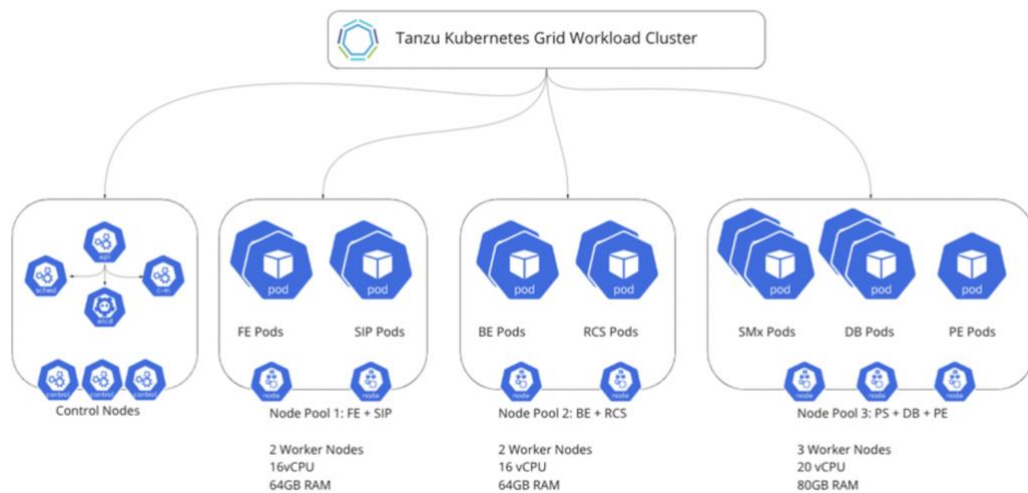 Tanzu Kubernetes Grid Workload Cluster
api
sched
c-m
etcd
control
control
control
Control Nodes
pod
pod
FE Pods
SIP Pods
node
node
Node Pool 1: FE + SIP
2 Worker Nodes
16vCPU
64GB RAM
pod
pod
BE Pods
RCS Pods
node
node
Node Pool 2: BE + RCS
2 Worker Nodes
16 vCPU
64GB RAM
pod
pod
pod
SMx Pods
DB Pods
PE Pods
node
node
node
Node Pool 3: PS + DB + PE
3 Worker Nodes
20 vCPU
80GB RAM